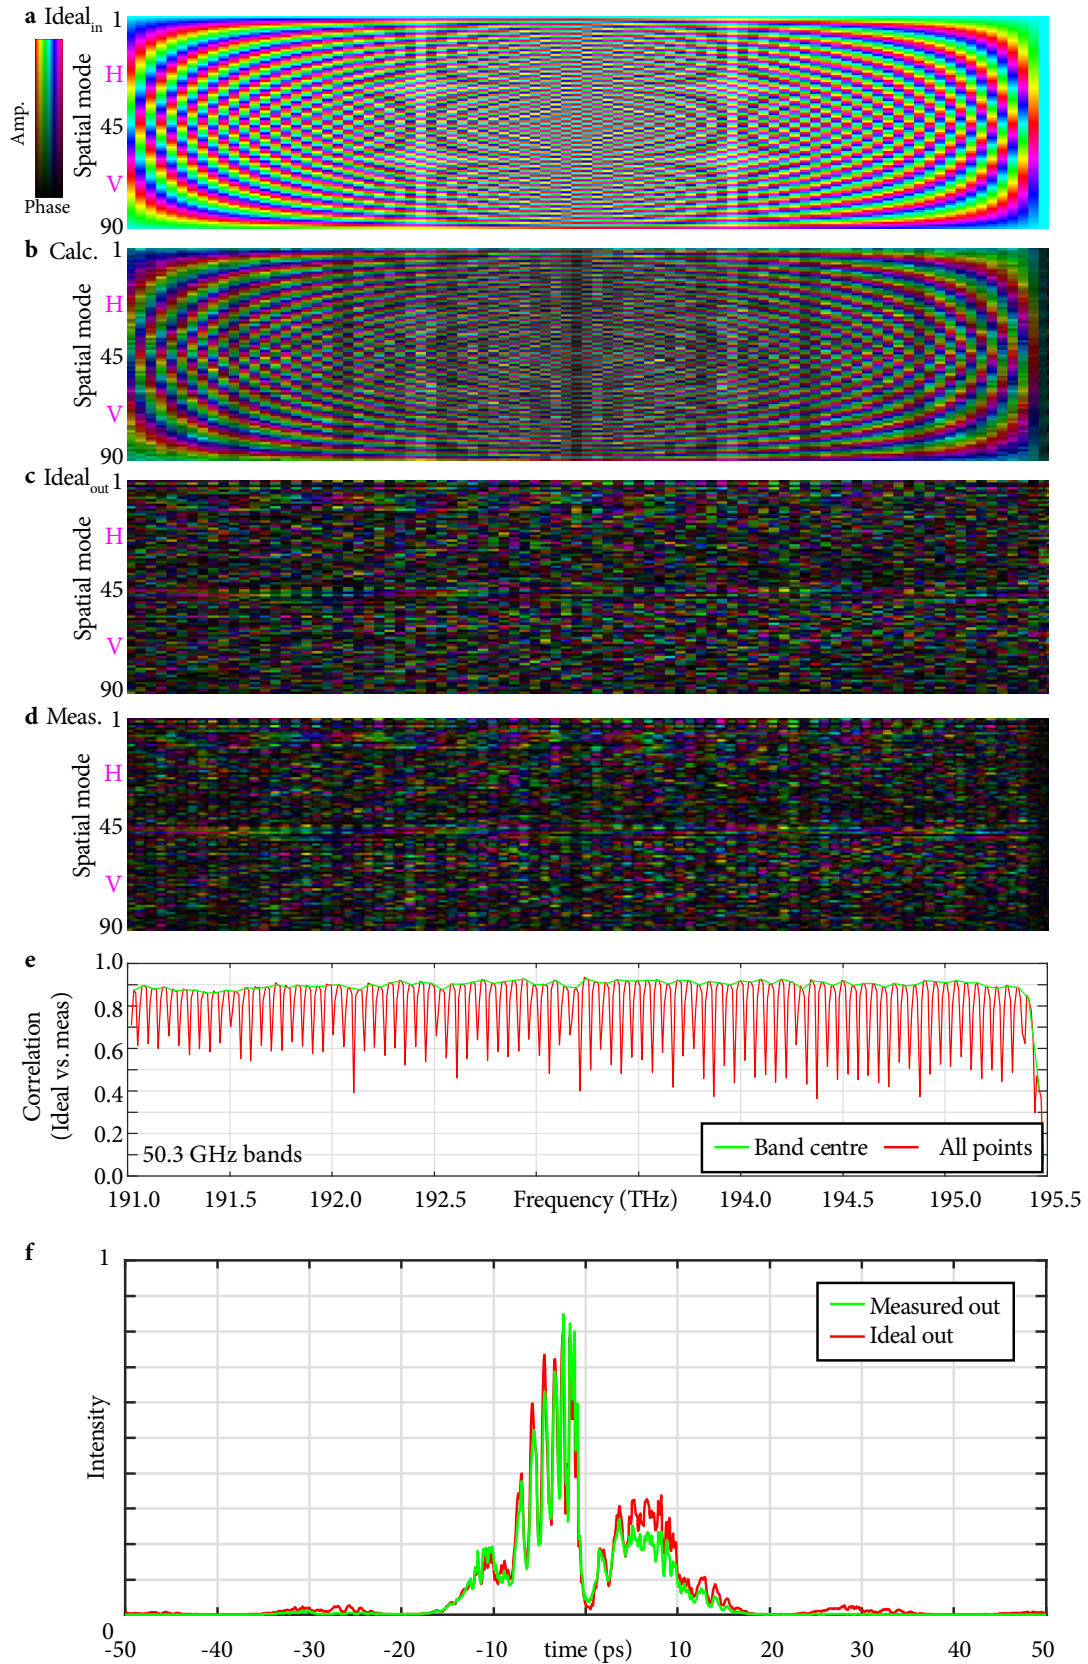 a Ideal_in 1
Amp.
Phase
Spatial mode
H
45
V
90
b Calc. 1
Spatial mode
H
45
V
90
c Ideal_out 1
Spatial mode
H
45
V
90
d Meas. 1
Spatial mode
H
45
V
90
e
Correlation
(Ideal vs. meas)
1.0
0.8
0.6
0.4
0.2
0.0
50.3 GHz bands
Band centre All points
191.0 191.5 192.0 192.5 Frequency (THz) 194.0 194.5 195.0 195.5
f
1
Intensity
Measured out
Ideal out
0
-50 -40 -30 -20 -10 time (ps) 10 20 30 40 50